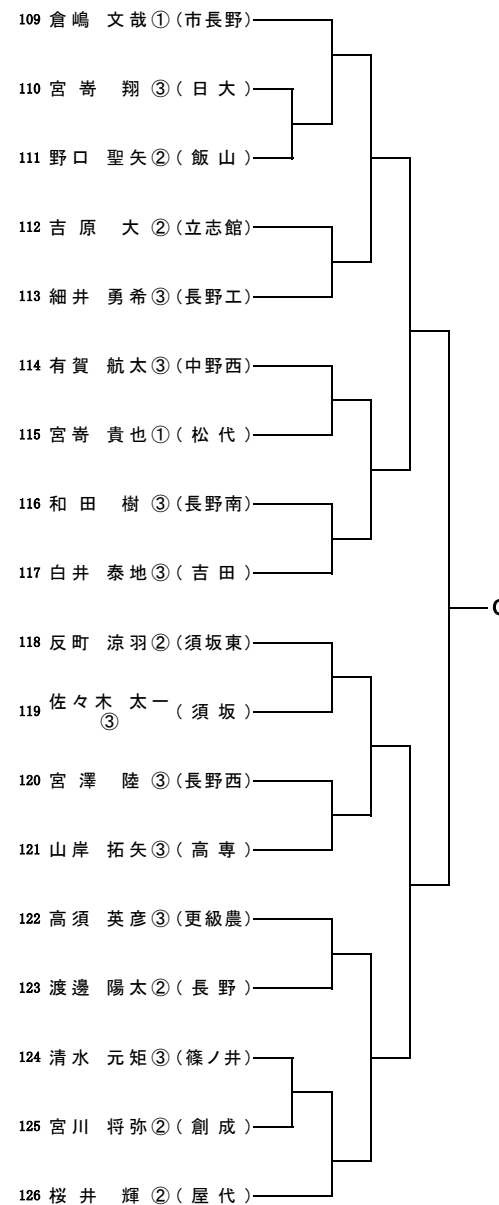 109 倉嶋 文哉①(市長野)
110 宮嵜 翔③(日大)
111 野口 聖矢②(飯山)
112 吉原 大②(立志館)
113 細井 勇希③(長野工)
114 有賀 航太③(中野西)
115 宮嵜 貴也①(松代)
116 和田 樹③(長野南)
117 白井 泰地③(吉田)
118 反町 涼羽②(須坂東)
119 佐々木 太一③(須坂)
120 宮澤 陸③(長野西)
121 山岸 拓矢③(高専)
122 高須 英彦③(更級農)
123 渡邊 陽太②(長野)
124 清水 元矩③(篠ノ井)
125 宮川 将弥②(創成)
126 桜井 輝②(屋代)